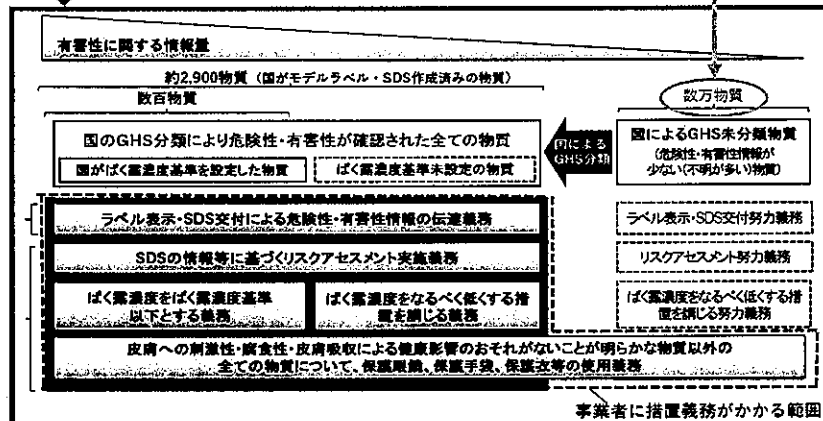 有害性に関する情報量
約2,900物質(国がモデルラベル・SDS作成済みの物質)
数百物質
数万物質
国のGHS分類により危険性・有害性が確認された全ての物質
国がばく露濃度基準を設定した物質
ばく露濃度基準未設定の物質
国による
GHS分類
国によるGHS未分類物質
(危険性・有害性情報が
少ない(不明が多い)物質)
ラベル表示・SDS交付による危険性・有害性情報の伝達義務
ラベル表示・SDS交付努力義務
SDSの情報等に基づくリスクアセスメント実施義務
リスクアセスメント努力義務
ばく露濃度をばく露濃度基準
以下とする義務
ばく露濃度をなるべく低くする措
置を講じる義務
ばく露濃度をなるべく低くする措
置を講じる努力義務
皮膚への刺激性・腐食性・皮膚吸収による健康影響のおそれがないことが明らかな物質以外の
全ての物質について、保護眼鏡、保護手袋、保護衣等の使用義務
事業者に措置義務がかかる範囲